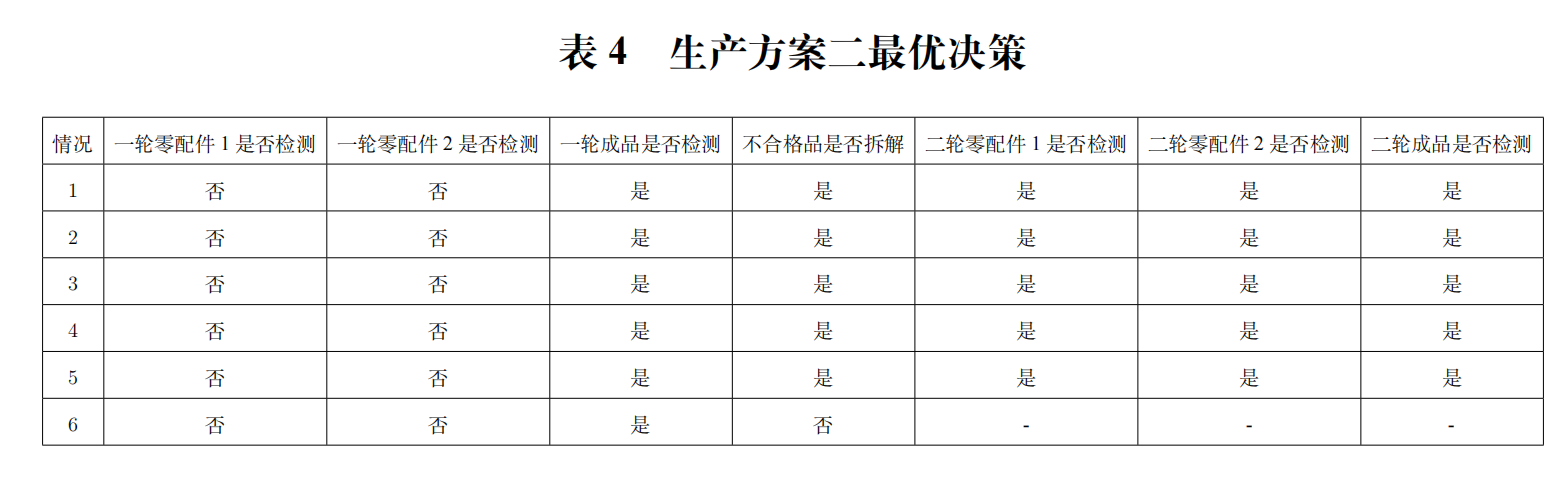 表 4 生产方案二最优决策
情况 一轮零配件 1 是否检测 一轮零配件 2 是否检测 一轮成品是否检测 不合格品是否拆解 二轮零配件 1 是否检测 二轮零配件 2 是否检测 二轮成品是否检测
1 否 否 是 是 是 是 是
2 否 否 是 是 是 是 是
3 否 否 是 是 是 是 是
4 否 否 是 是 是 是 是
5 否 否 是 是 是 是 是
6 否 否 是 否 - - -